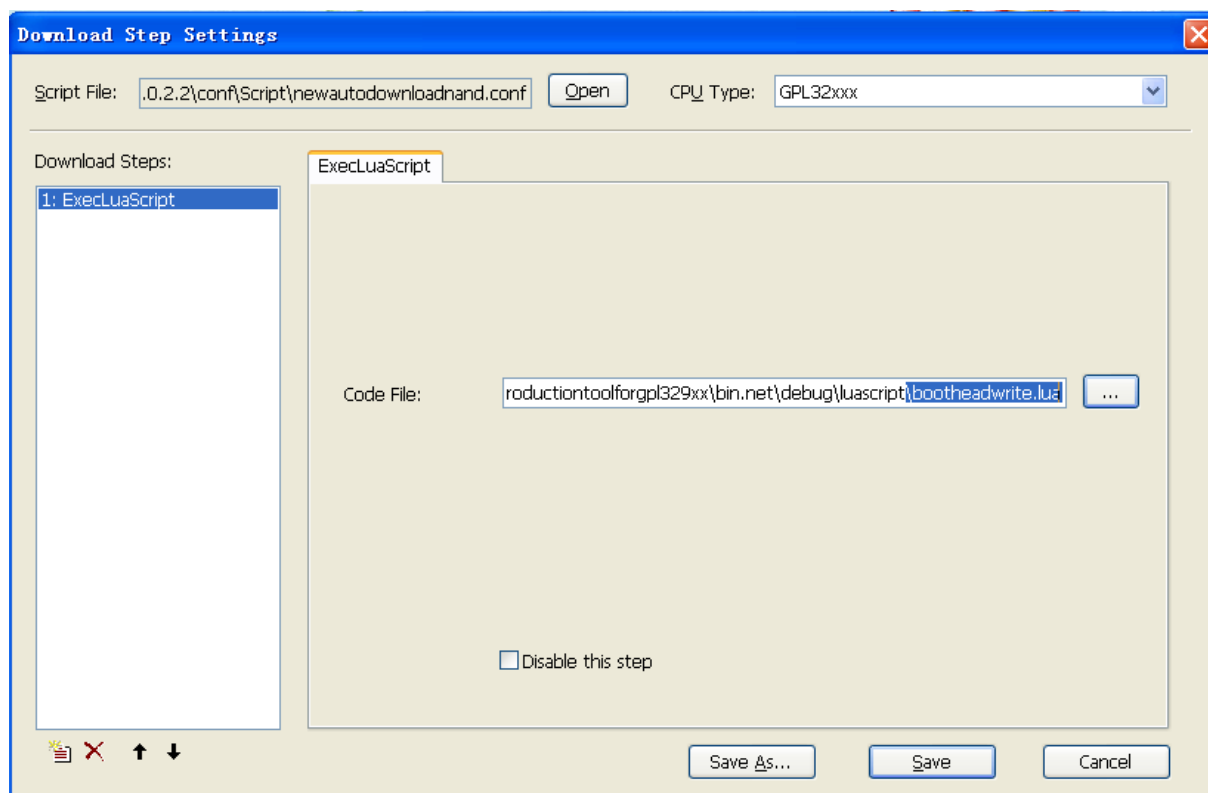 Download Step Settings
Script File: .0.2.2\conf\Script\newautodownloadnand.conf Open CPU Type: GPL32xxx
Download Steps:
1: ExecLuaScript
ExecLuaScript
Code File: roductiontoolforgpl329xx\bin.net\debug\luascript\bootheadwrite.lua ...
Disable this step
Save As... Save Cancel